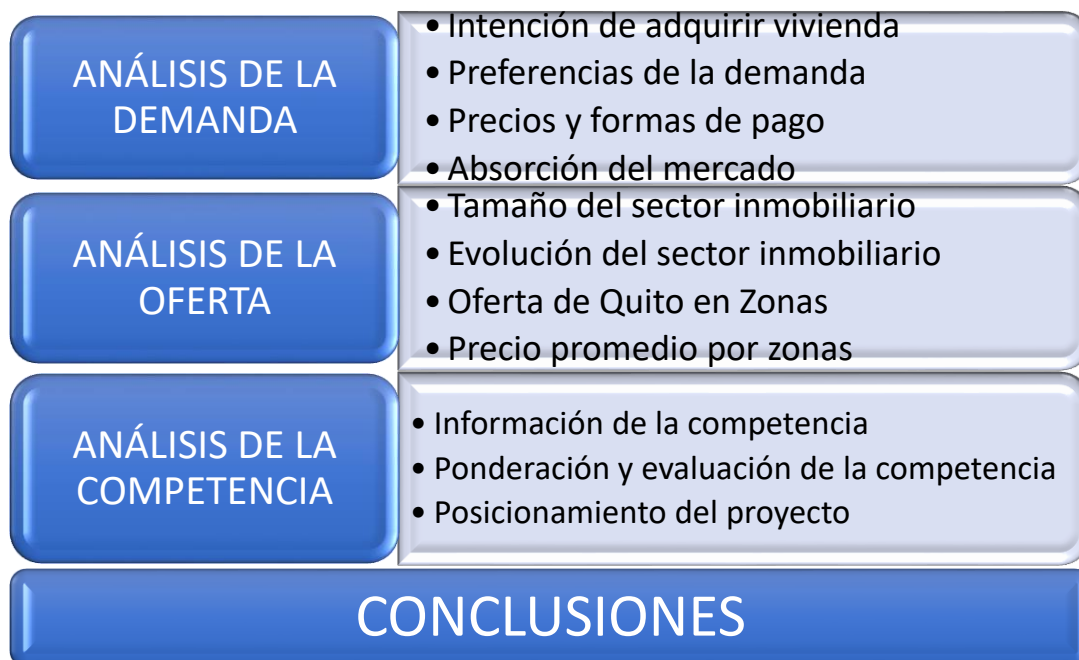 ANÁLISIS DE LA
DEMANDA
• Intención de adquirir vivienda
• Preferencias de la demanda
• Precios y formas de pago
• Absorción del mercado
ANÁLISIS DE LA
OFERTA
• Tamaño del sector inmobiliario
• Evolución del sector inmobiliario
• Oferta de Quito en Zonas
• Precio promedio por zonas
ANÁLISIS DE LA
COMPETENCIA
• Información de la competencia
• Ponderación y evaluación de la competencia
• Posicionamiento del proyecto
CONCLUSIONES